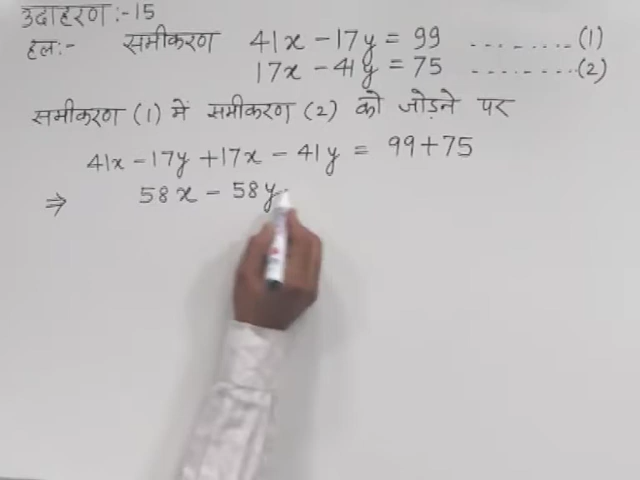 उदाहरण:-15
हल:- समीकरण 41x - 17y = 99 ..........(1)
17x - 41y = 75 ..........(2)
समीकरण (1) में समीकरण (2) को जोड़ने पर
41x - 17y + 17x - 41y = 99 + 75
⇒ 58x - 58y